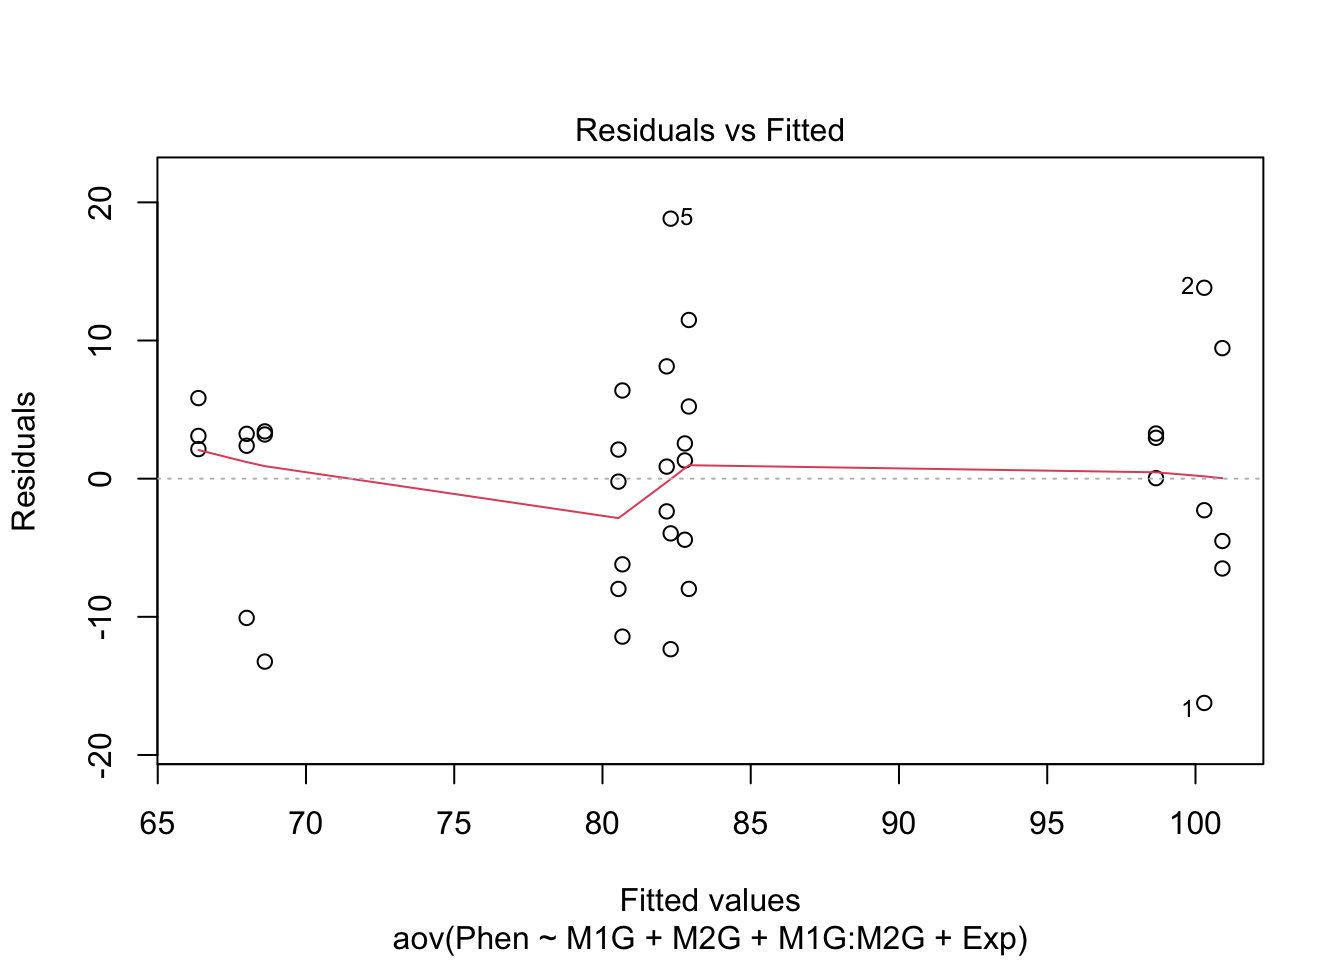 Residuals vs Fitted
Residuals
20
10
0
-10
-20
5
2
1
65 70 75 80 85 90 95 100
Fitted values
aov(Phen ~ M1G + M2G + M1G:M2G + Exp)